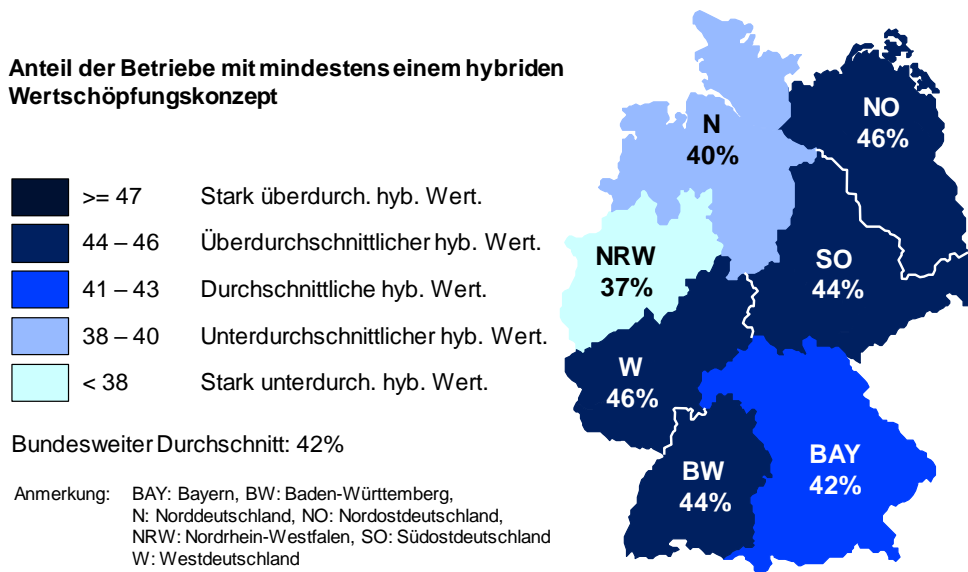 Anteil der Betriebe mit mindestens einem hybriden
Wertschöpfungskonzept
>= 47 Stark überdurch. hyb. Wert.
44 – 46 Überdurchschnittlicher hyb. Wert.
41 – 43 Durchschnittliche hyb. Wert.
38 – 40 Unterdurchschnittlicher hyb. Wert.
< 38 Stark unterdurch. hyb. Wert.
Bundesweiter Durchschnitt: 42%
Anmerkung: BAY: Bayern, BW: Baden-Württemberg,
N: Norddeutschland, NO: Nordostdeutschland,
NRW: Nordrhein-Westfalen, SO: Südostdeutschland
W: Westdeutschland
N
40%
NO
46%
NRW
37%
SO
44%
W
46%
BW
44%
BAY
42%